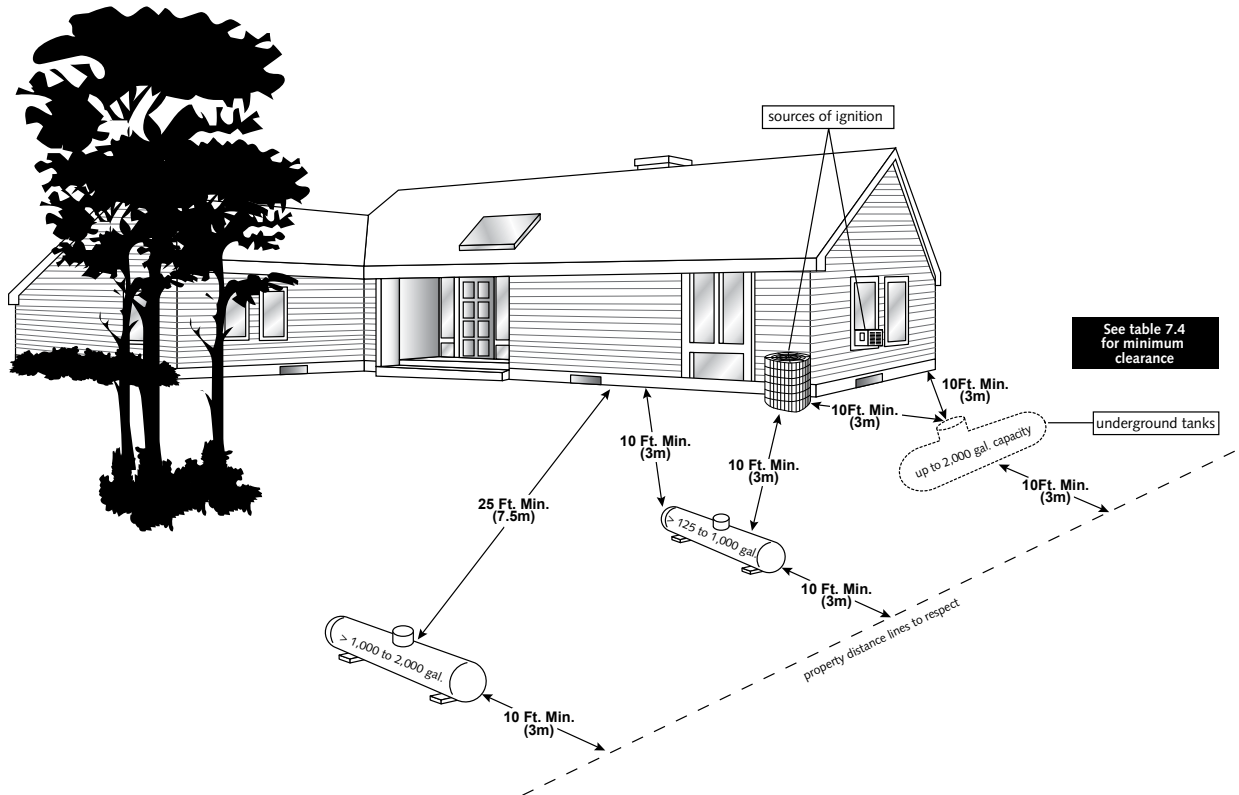 sources of ignition
See table 7.4
for minimum
clearance
10Ft. Min.
(3m)
10Ft. Min.
(3m)
underground tanks
up to 2,000 gal. capacity
10Ft. Min.
(3m)
10 Ft. Min.
(3m)
10 Ft. Min.
(3m)
25 Ft. Min.
(7.5m)
> 125 to 1,000 gal.
10 Ft. Min.
(3m)
property distance lines to respect
> 1,000 to 2,000 gal.
10 Ft. Min.
(3m)